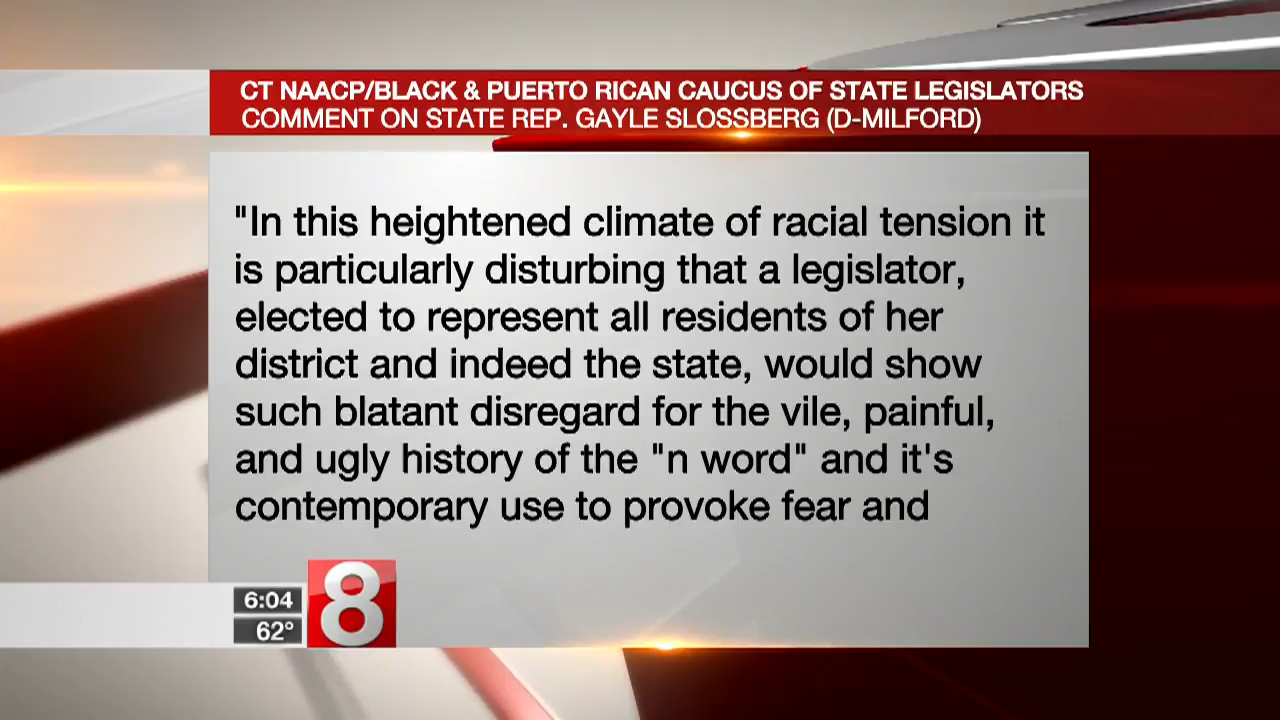 CT NAACP/BLACK & PUERTO RICAN CAUCUS OF STATE LEGISLATORS
COMMENT ON STATE REP. GAYLE SLOSSBERG (D-MILFORD)
"In this heightened climate of racial tension it
is particularly disturbing that a legislator,
elected to represent all residents of her
district and indeed the state, would show
such blatant disregard for the vile, painful,
and ugly history of the "n word" and it's
contemporary use to provoke fear and
6:04
62°
8